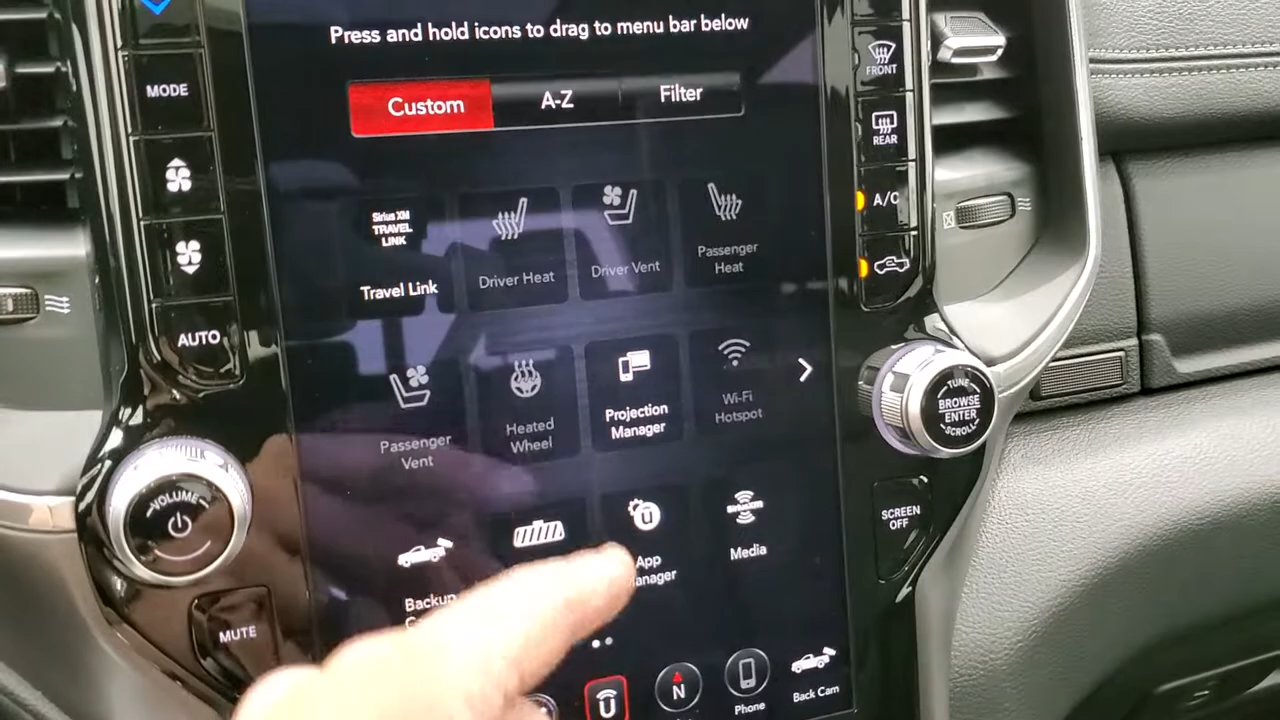 Press and hold icons to drag to menu bar below
Custom
A-Z
Filter
MODE
AUTO
VOLUME
MUTE
FRONT
REAR
A/C
TUNE
BROWSE
ENTER
SCROLL
SCREEN
OFF
SiriusXM
TRAVEL
LINK
Travel Link
Driver Heat
Driver Vent
Passenger
Heat
Passenger
Vent
Heated
Wheel
Projection
Manager
Wi-Fi
Hotspot
Backup
App
Manager
SiriusXM
Media
N
Phone
Back Cam